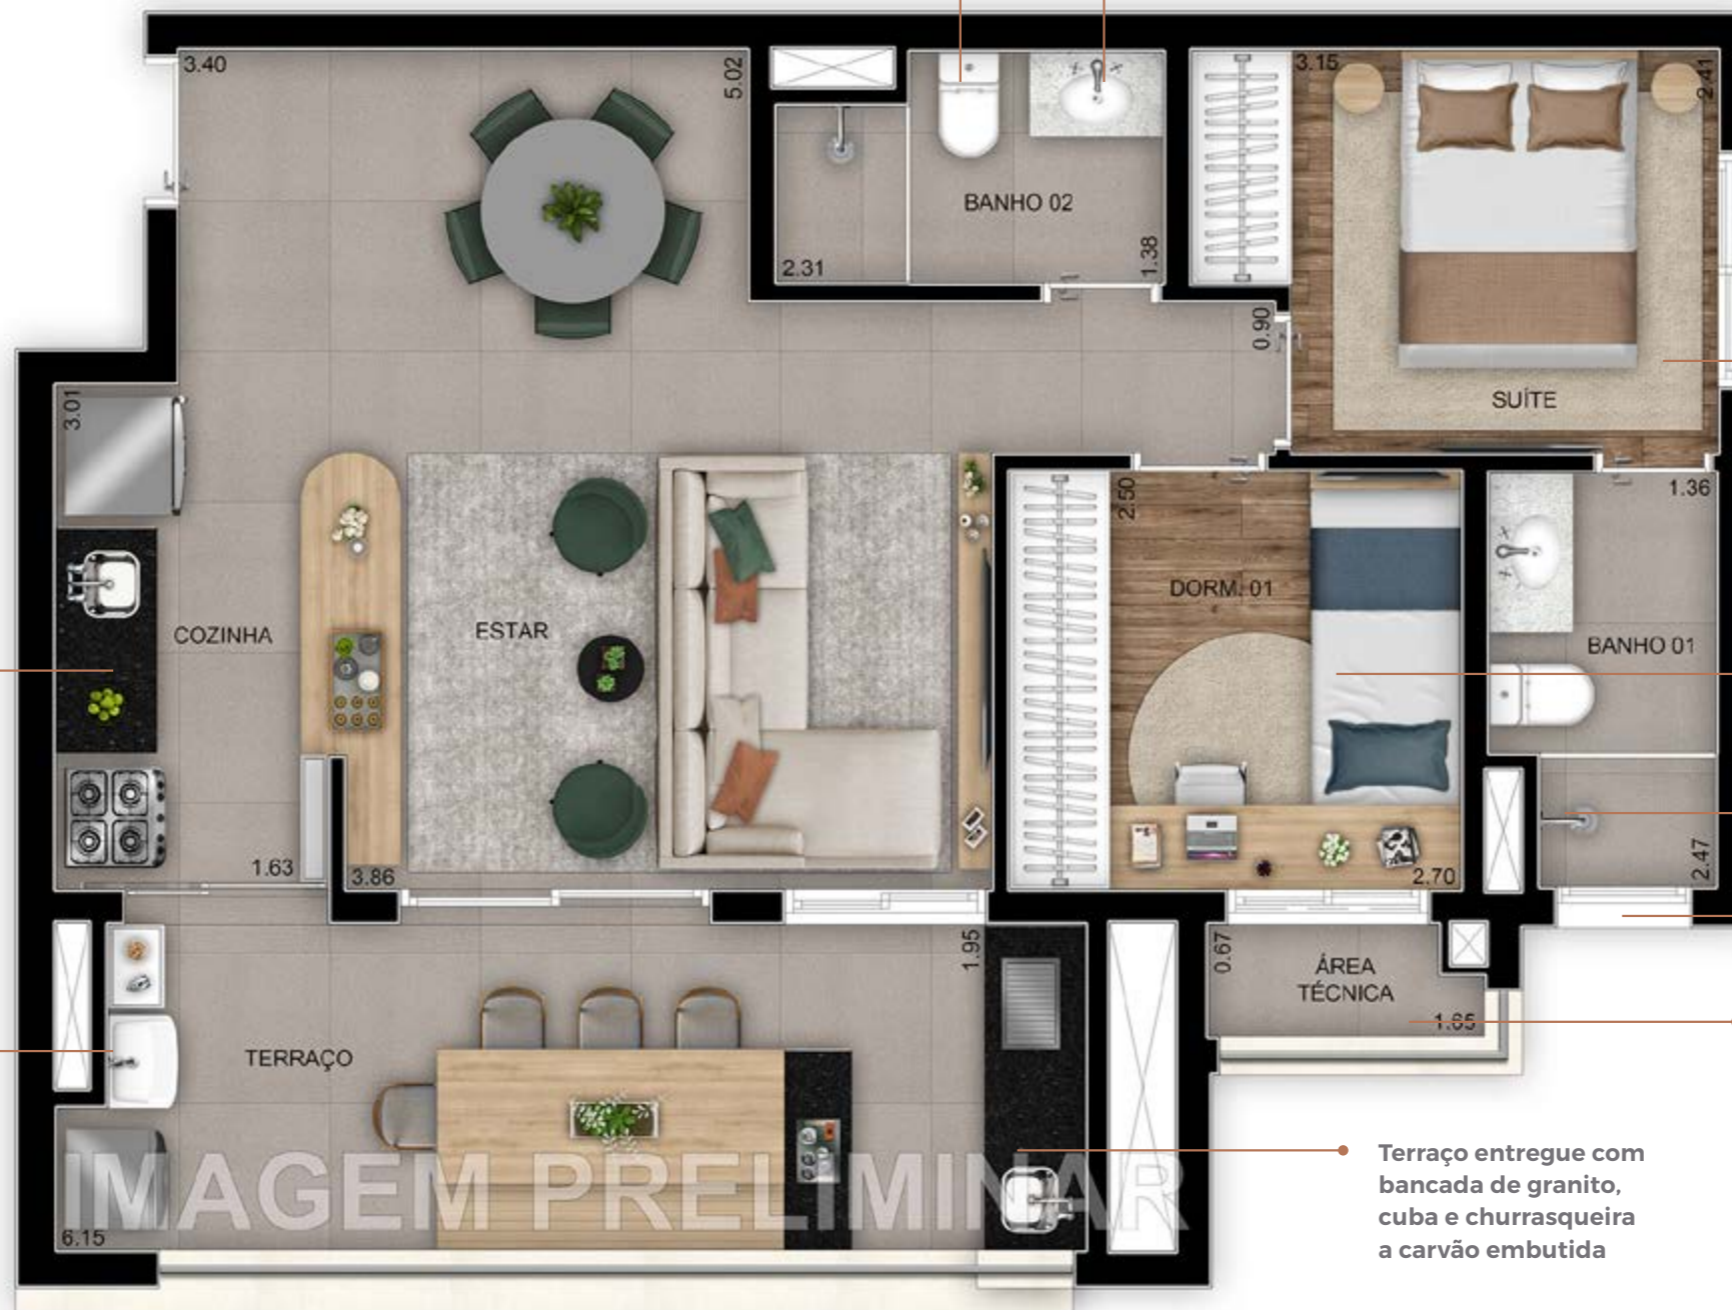 3.40
5.02
3.15
2.41
BANHO 02
2.31
1.38
0.90
SUÍTE
3.01
2.50
1.36
DORM. 01
COZINHA
ESTAR
BANHO 01
1.63
3.86
2.70
2.47
1.95
0.67
ÁREA
TÉCNICA
1.65
TERRAÇO
IMAGEM PRELIMINAR
6.15
Terraço entregue com
bancada de granito,
cuba e churrasqueira
a carvão embutida